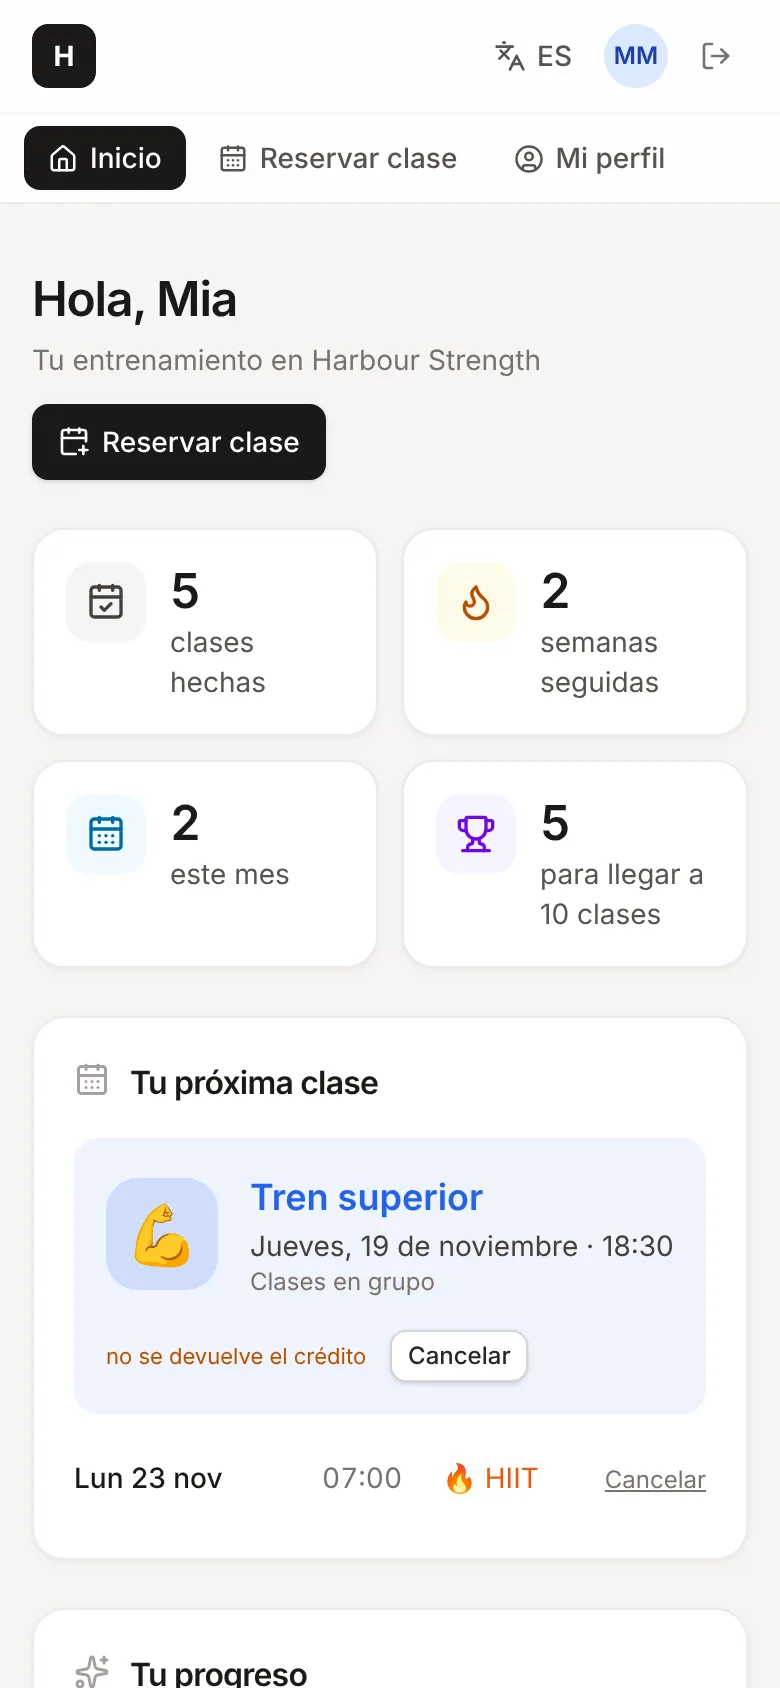 H
ES
MM
Inicio
Reservar clase
Mi perfil
Hola, Mia
Tu entrenamiento en Harbour Strength
Reservar clase
5
clases
hechas
2
semanas
seguidas
2
este mes
5
para llegar a
10 clases
Tu próxima clase
Tren superior
Jueves, 19 de noviembre · 18:30
Clases en grupo
no se devuelve el crédito
Cancelar
Lun 23 nov 07:00 🔥 HIIT Cancelar
Tu progreso